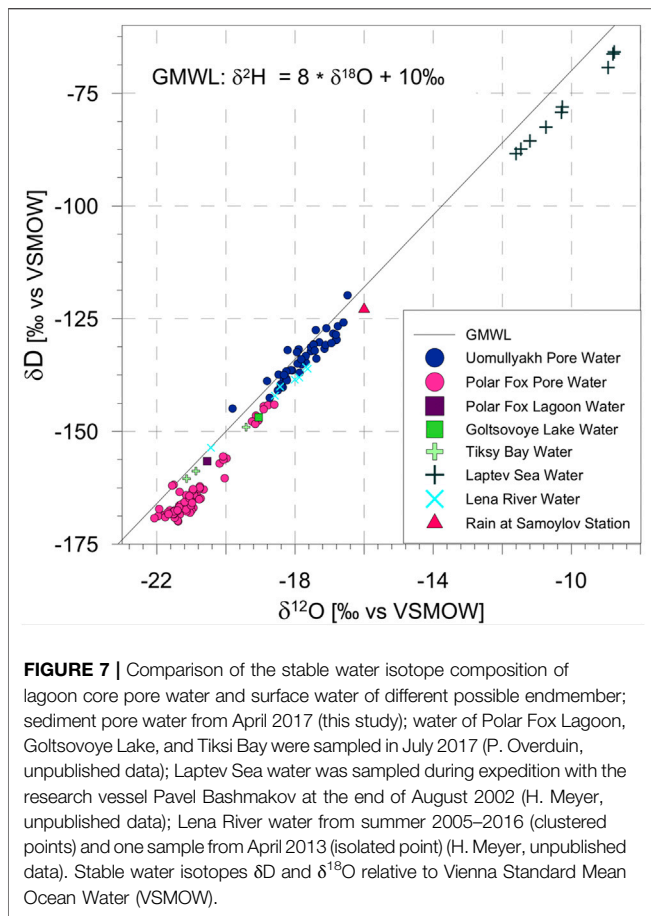 GMWL: δ²H = 8 * δ¹⁸O + 10‰
-75
-100
-125
-150
-175
δD [‰ vs VSMOW]
GMWL
Uomullyakh Pore Water
Polar Fox Pore Water
Polar Fox Lagoon Water
Goltsovoye Lake Water
Tiksy Bay Water
Laptev Sea Water
Lena River Water
Rain at Samoylov Station
-22 -18 -14 -10
δ¹²O [‰ vs VSMOW]
FIGURE 7 | Comparison of the stable water isotope composition of
lagoon core pore water and surface water of different possible endmember;
sediment pore water from April 2017 (this study); water of Polar Fox Lagoon,
Goltsovoye Lake, and Tiksi Bay were sampled in July 2017 (P. Overduin,
unpublished data); Laptev Sea water was sampled during expedition with the
research vessel Pavel Bashmakov at the end of August 2002 (H. Meyer,
unpublished data); Lena River water from summer 2005–2016 (clustered
points) and one sample from April 2013 (isolated point) (H. Meyer, unpublished
data). Stable water isotopes δD and δ¹⁸O relative to Vienna Standard Mean
Ocean Water (VSMOW).